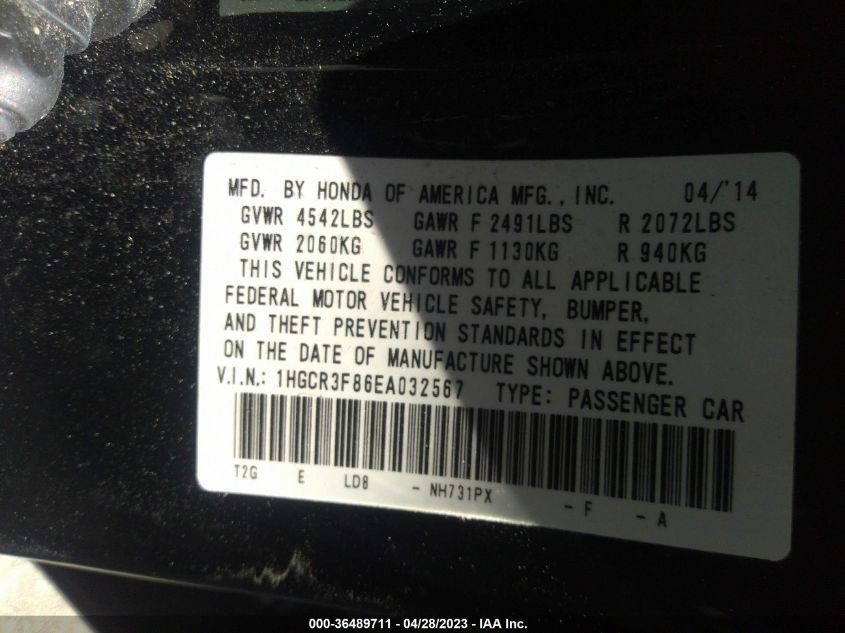 MFD. BY HONDA OF AMERICA MFG., INC. 04/'14
GVWR 4542LBS GAWR F 2491LBS R 2072LBS
GVWR 2060KG GAWR F 1130KG R 940KG
THIS VEHICLE CONFORMS TO ALL APPLICABLE
FEDERAL MOTOR VEHICLE SAFETY, BUMPER,
AND THEFT PREVENTION STANDARDS IN EFFECT
ON THE DATE OF MANUFACTURE SHOWN ABOVE.
V.I.N.: 1HGCR3F86EA032567 TYPE: PASSENGER CAR
T2G E LD8 - NH731PX - F - A
000-36489711 - 04/28/2023 - IAA Inc.